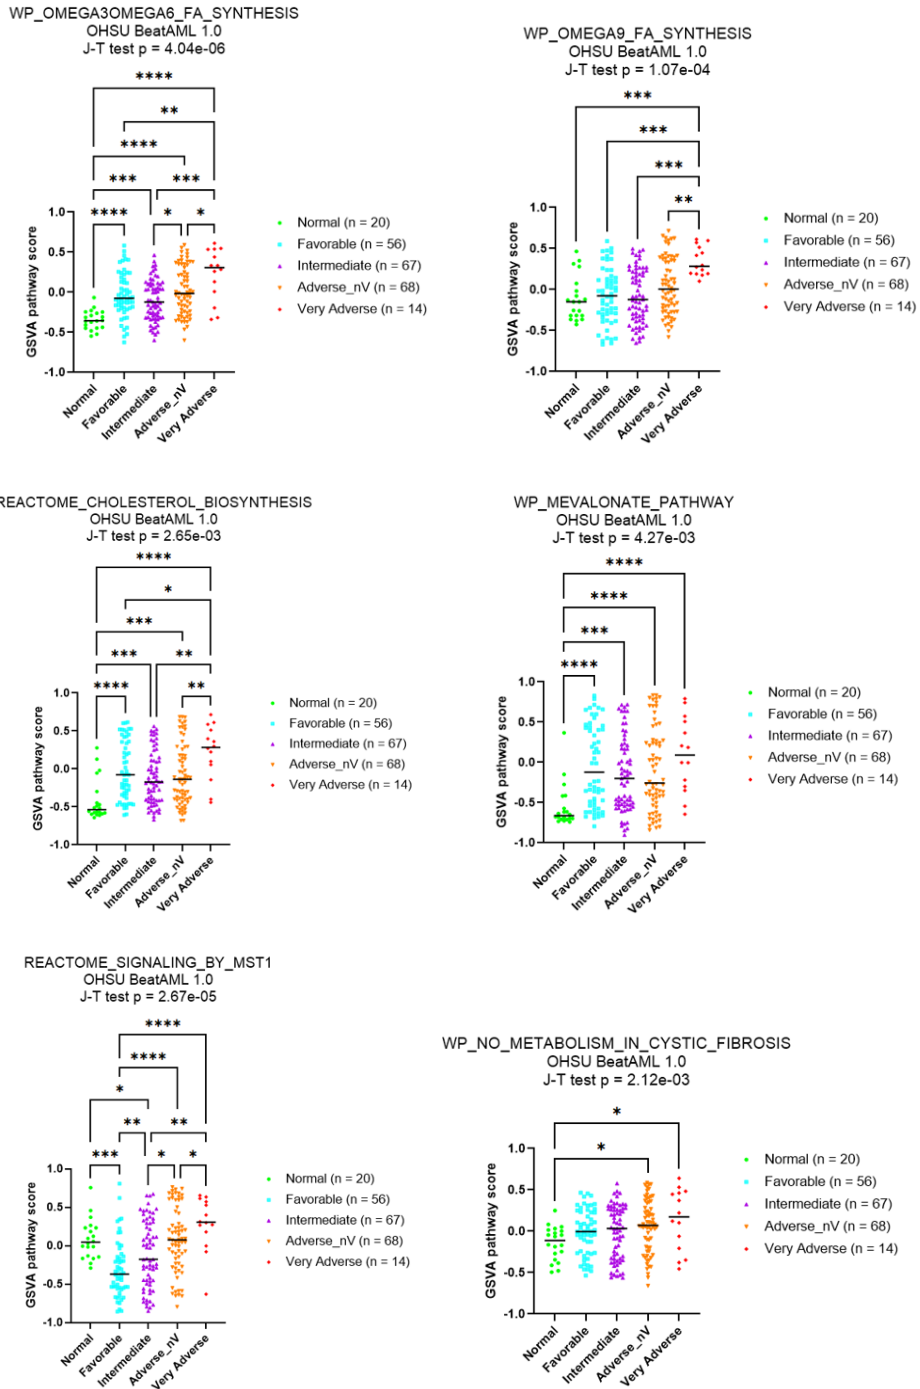 WP_OMEGA3OMEGA6_FA_SYNTHESIS
OHSU BeatAML 1.0
J-T test p = 4.04e-06
****
**
****
***
***
****
*
*
1.0
0.5
0.0
-0.5
-1.0
GSVA pathway score
Normal
Favorable
Intermediate
Adverse_nV
Very Adverse
Normal (n = 20)
Favorable (n = 56)
Intermediate (n = 67)
Adverse_nV (n = 68)
Very Adverse (n = 14)
WP_OMEGA9_FA_SYNTHESIS
OHSU BeatAML 1.0
J-T test p = 1.07e-04
***
***
***
**
1.0
0.5
0.0
-0.5
-1.0
GSVA pathway score
Normal
Favorable
Intermediate
Adverse_nV
Very Adverse
Normal (n = 20)
Favorable (n = 56)
Intermediate (n = 67)
Adverse_nV (n = 68)
Very Adverse (n = 14)
REACTOME_CHOLESTEROL_BIOSYNTHESIS
OHSU BeatAML 1.0
J-T test p = 2.65e-03
****
*
***
***
**
****
**
1.0
0.5
0.0
-0.5
-1.0
GSVA pathway score
Normal
Favorable
Intermediate
Adverse_nV
Very Adverse
Normal (n = 20)
Favorable (n = 56)
Intermediate (n = 67)
Adverse_nV (n = 68)
Very Adverse (n = 14)
WP_MEVALONATE_PATHWAY
OHSU BeatAML 1.0
J-T test p = 4.27e-03
****
****
***
****
1.0
0.5
0.0
-0.5
-1.0
GSVA pathway score
Normal
Favorable
Intermediate
Adverse_nV
Very Adverse
Normal (n = 20)
Favorable (n = 56)
Intermediate (n = 67)
Adverse_nV (n = 68)
Very Adverse (n = 14)
REACTOME_SIGNALING_BY_MST1
OHSU BeatAML 1.0
J-T test p = 2.67e-05
****
****
*
**
**
***
*
*
1.0
0.5
0.0
-0.5
-1.0
GSVA pathway score
Normal
Favorable
Intermediate
Adverse_nV
Very Adverse
Normal (n = 20)
Favorable (n = 56)
Intermediate (n = 67)
Adverse_nV (n = 68)
Very Adverse (n = 14)
WP_NO_METABOLISM_IN_CYSTIC_FIBROSIS
OHSU BeatAML 1.0
J-T test p = 2.12e-03
*
*
1.0
0.5
0.0
-0.5
-1.0
GSVA pathway score
Normal
Favorable
Intermediate
Adverse_nV
Very Adverse
Normal (n = 20)
Favorable (n = 56)
Intermediate (n = 67)
Adverse_nV (n = 68)
Very Adverse (n = 14)